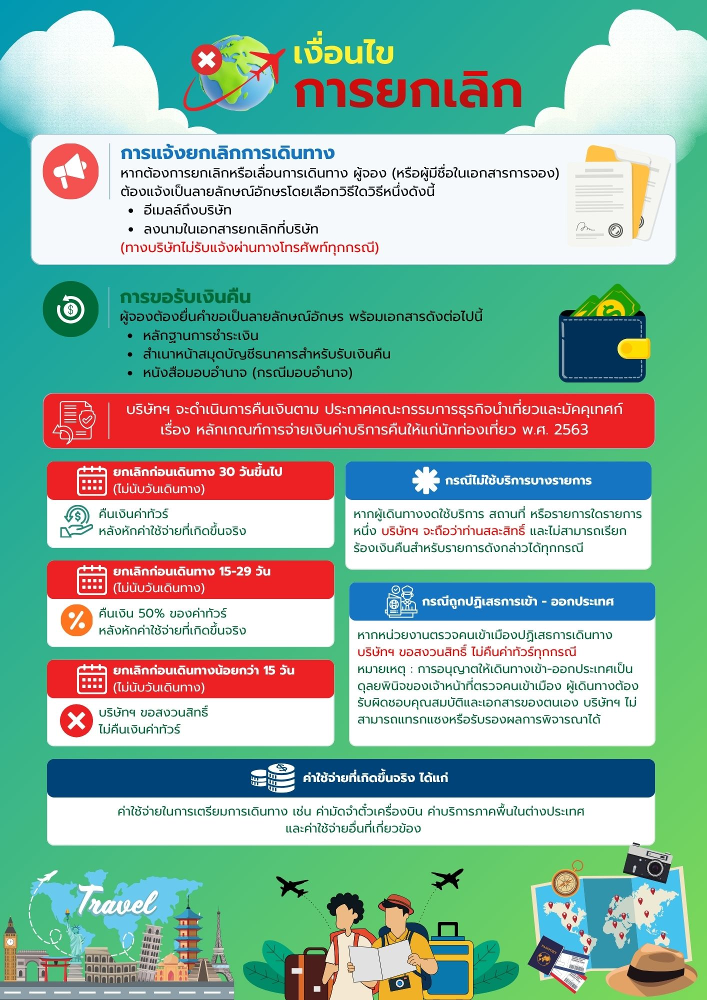 เงื่อนไข
การยกเลิก
การแจ้งยกเลิกการเดินทาง
หากต้องการยกเลิกหรือเลื่อนการเดินทาง ผู้จอง (หรือผู้มีชื่อในเอกสารการจอง)
ต้องแจ้งเป็นลายลักษณ์อักษรโดยเลือกวิธีใดวิธีหนึ่งดังนี้
• อีเมลล์ถึงบริษัท
• ลงนามในเอกสารยกเลิกที่บริษัท
(ทางบริษัทไม่รับแจ้งผ่านทางโทรศัพท์ทุกกรณี)
การขอรับเงินคืน
ผู้จองต้องยื่นคำขอเป็นลายลักษณ์อักษร พร้อมเอกสารดังต่อไปนี้
• หลักฐานการชำระเงิน
• สำเนาหน้าสมุดบัญชีธนาคารสำหรับรับเงินคืน
• หนังสือมอบอำนาจ (กรณีมอบอำนาจ)
บริษัทฯ จะดำเนินการคืนเงินตาม ประกาศคณะกรรมการธุรกิจนำเที่ยวและมัคคุเทศก์
เรื่อง หลักเกณฑ์การจ่ายเงินค่าบริการคืนให้แก่นักท่องเที่ยว พ.ศ. 2563
ยกเลิกก่อนเดินทาง 30 วันขึ้นไป
(ไม่นับวันเดินทาง)
คืนเงินค่าทัวร์
หลังหักค่าใช้จ่ายที่เกิดขึ้นจริง
ยกเลิกก่อนเดินทาง 15-29 วัน
(ไม่นับวันเดินทาง)
คืนเงิน 50% ของค่าทัวร์
หลังหักค่าใช้จ่ายที่เกิดขึ้นจริง
ยกเลิกก่อนเดินทางน้อยกว่า 15 วัน
(ไม่นับวันเดินทาง)
บริษัทฯ ขอสงวนสิทธิ์
ไม่คืนเงินค่าทัวร์
กรณีไม่ใช้บริการบางรายการ
หากผู้เดินทางงดใช้บริการ สถานที่ หรือรายการใดรายการ
หนึ่ง บริษัทฯ จะถือว่าท่านสละสิทธิ์ และไม่สามารถเรียก
ร้องเงินคืนสำหรับรายการดังกล่าวได้ทุกกรณี
กรณีถูกปฏิเสธการเข้า - ออกประเทศ
หากหน่วยงานตรวจคนเข้าเมืองปฏิเสธการเดินทาง
บริษัทฯ ขอสงวนสิทธิ์ ไม่คืนค่าทัวร์ทุกกรณี
หมายเหตุ : การอนุญาตให้เดินทางเข้า-ออกประเทศเป็น
ดุลยพินิจของเจ้าหน้าที่ตรวจคนเข้าเมือง ผู้เดินทางต้อง
รับผิดชอบคุณสมบัติและเอกสารของตนเอง บริษัทฯ ไม่
สามารถแทรกแซงหรือรับรองผลการพิจารณาได้
ค่าใช้จ่ายที่เกิดขึ้นจริง ได้แก่
ค่าใช้จ่ายในการเตรียมการเดินทาง เช่น ค่ามัดจำตั๋วเครื่องบิน ค่าบริการภาคพื้นในต่างประเทศ
และค่าใช้จ่ายอื่นที่เกี่ยวข้อง
Travel
PASSPORT